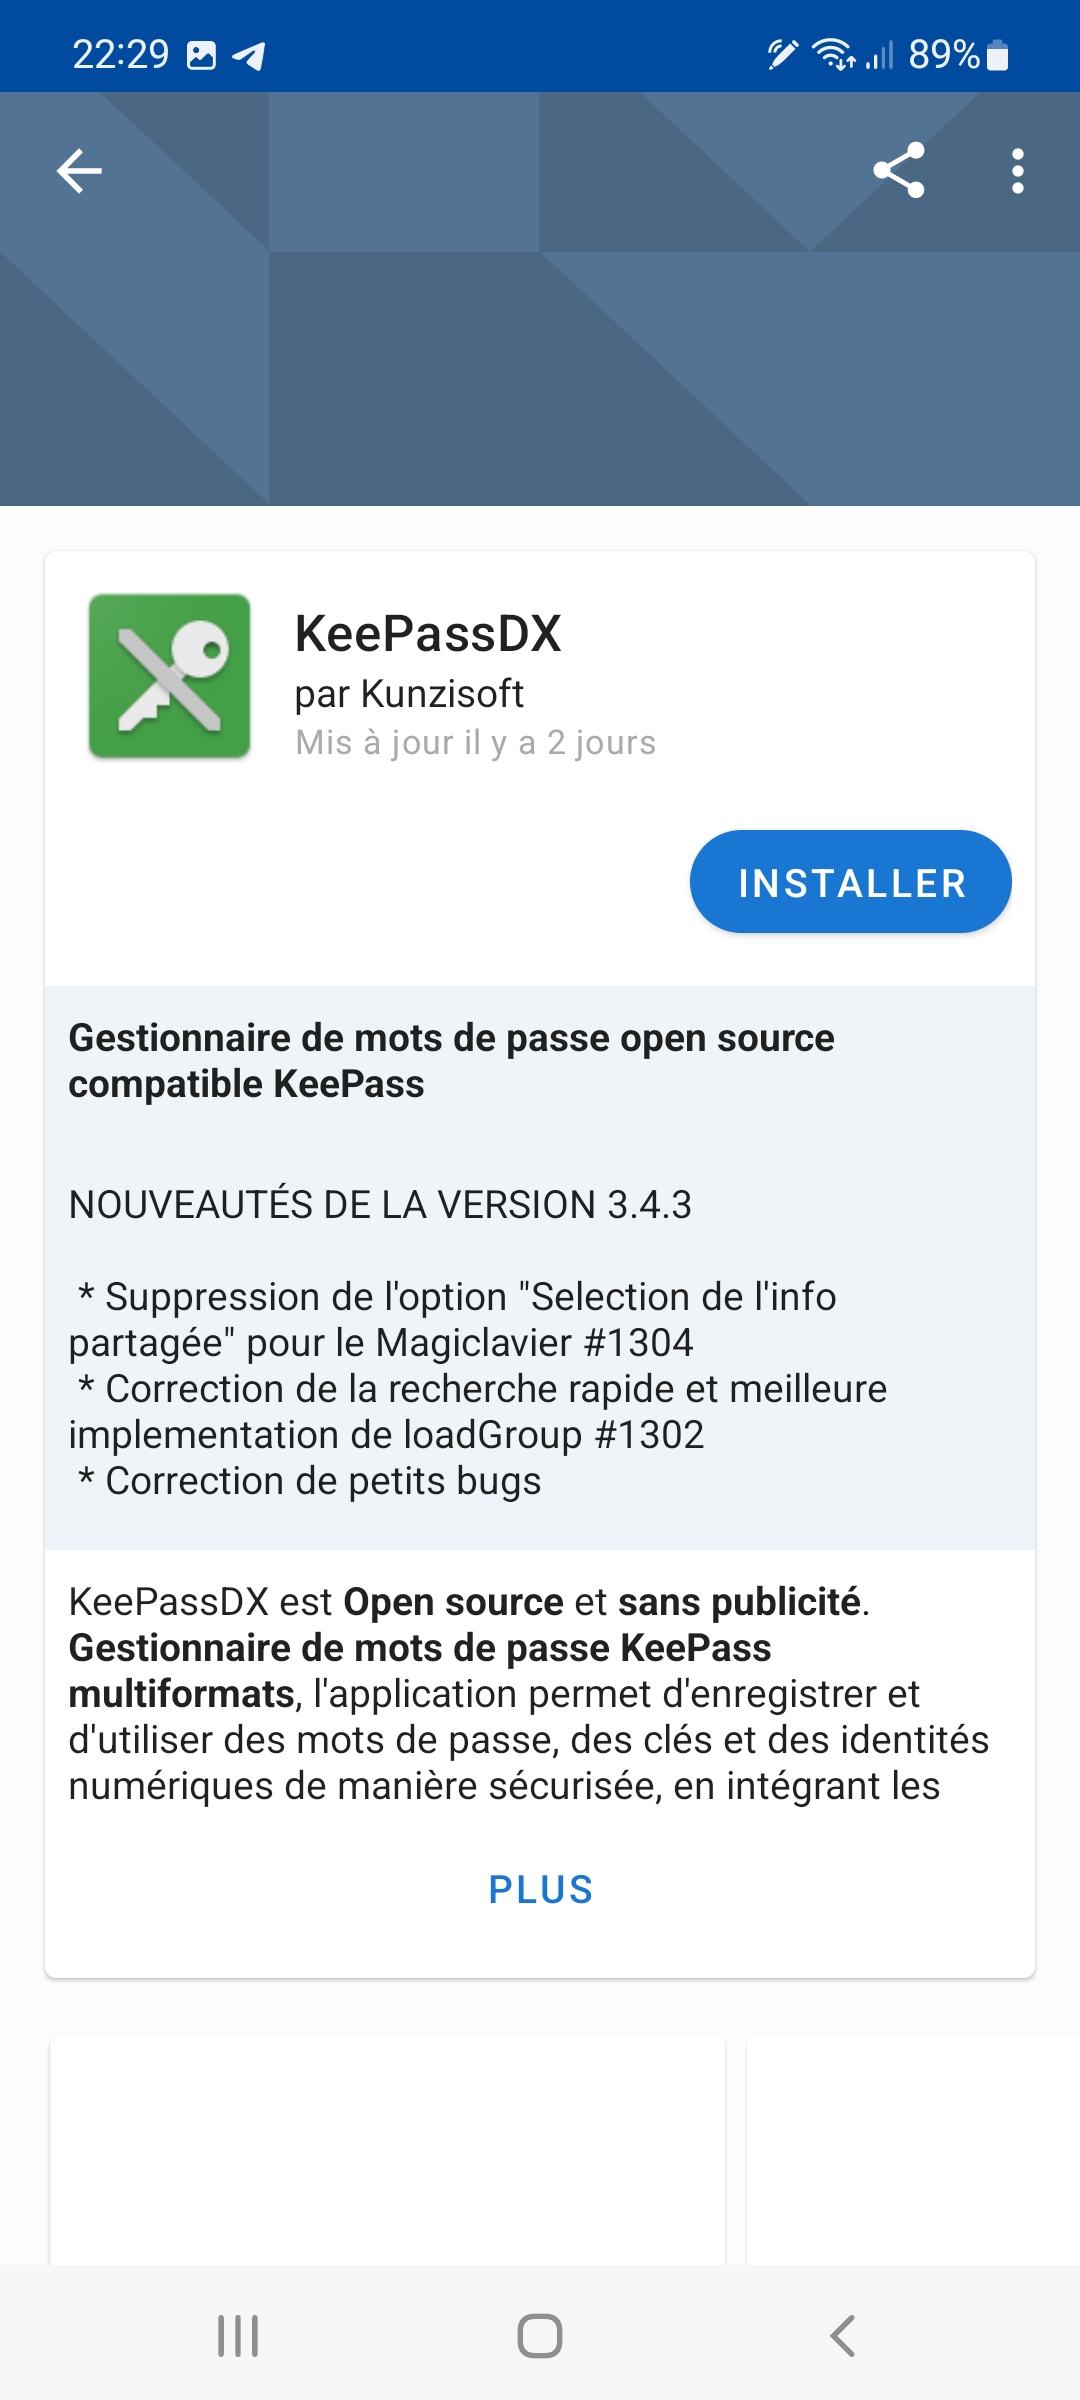 22:29
89%
KeePassDX
par Kunzisoft
Mis à jour il y a 2 jours
INSTALLER
Gestionnaire de mots de passe open source
compatible KeePass
NOUVEAUTÉS DE LA VERSION 3.4.3
* Suppression de l'option "Selection de l'info
partagée" pour le Magiclavier #1304
* Correction de la recherche rapide et meilleure
implementation de loadGroup #1302
* Correction de petits bugs
KeePassDX est Open source et sans publicité.
Gestionnaire de mots de passe KeePass
multiformats, l'application permet d'enregistrer et
d'utiliser des mots de passe, des clés et des identités
numériques de manière sécurisée, en intégrant les
PLUS